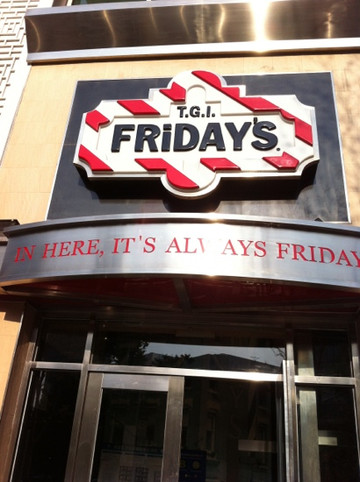 T.G.I.
FRiDAY'S.
IN HERE, IT'S ALWAYS FRIDAY